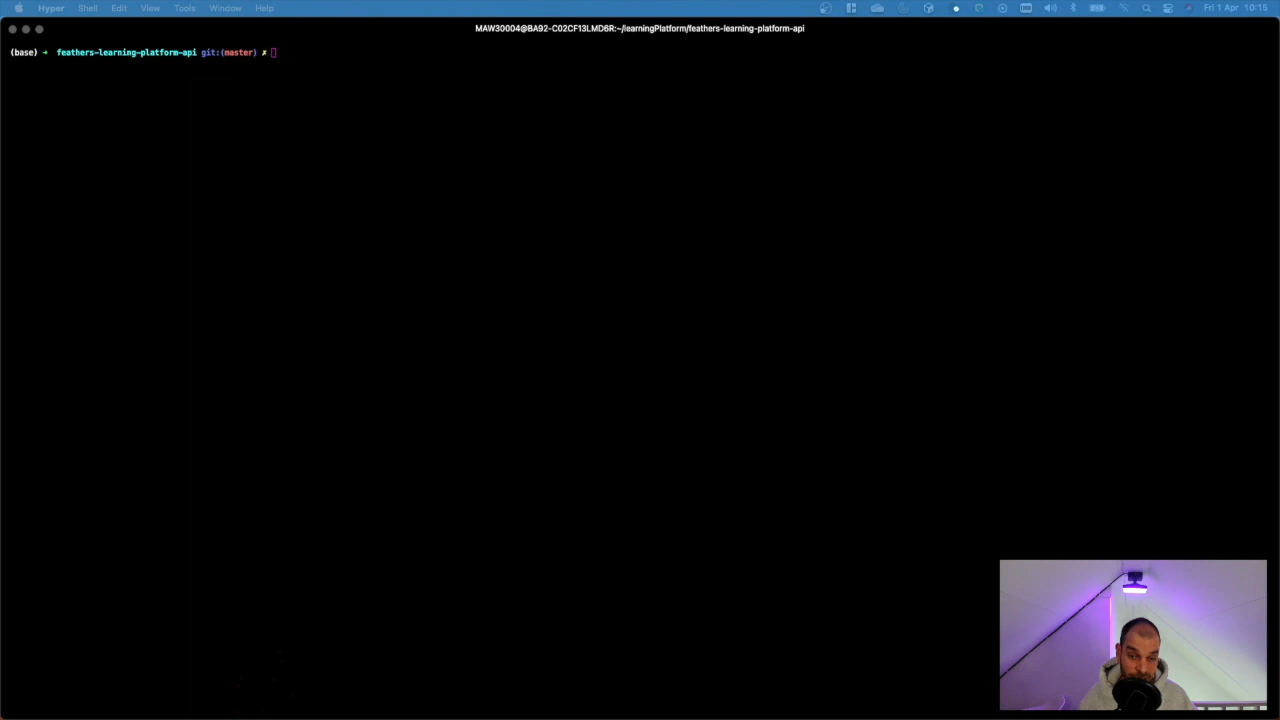 Hyper Shell Edit View Tools Window Help Fri 1 Apr 10:15
MAW30004@BA92-C02CF13LMD6R:~/learningPlatform/feathers-learning-platform-api
(base) → feathers-learning-platform-api git:(master) ✗